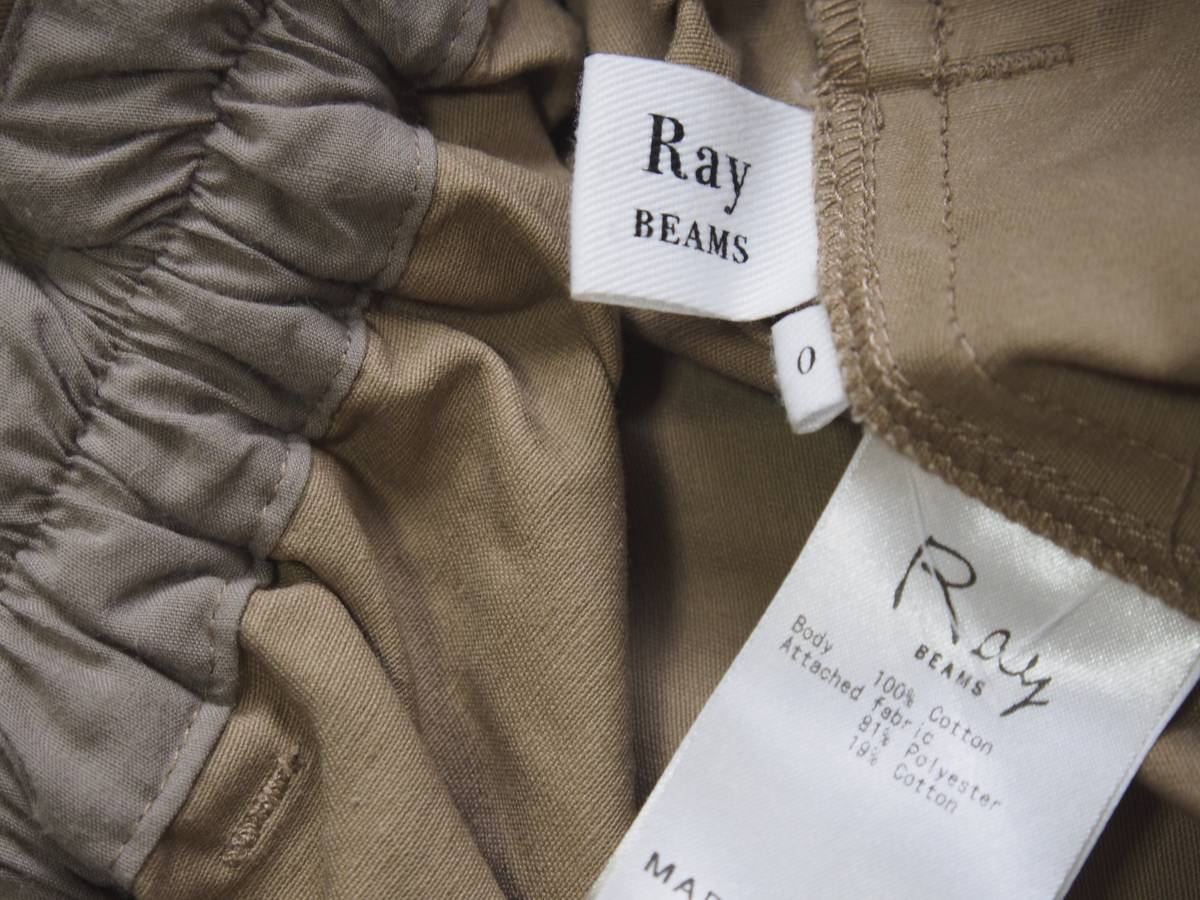 Ray
BEAMS
0
Ray
BEAMS
Body
100% Cotton
Attached fabric
81% Polyester
19% Cotton